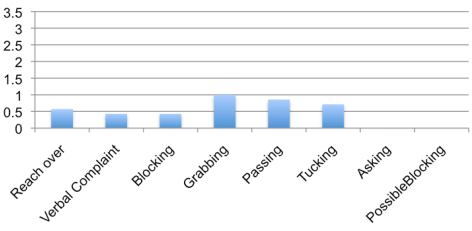 3.5
3
2.5
2
1.5
1
0.5
0
Reach over
Verbal Complaint
Blocking
Grabbing
Passing
Tucking
Asking
PossibleBlocking